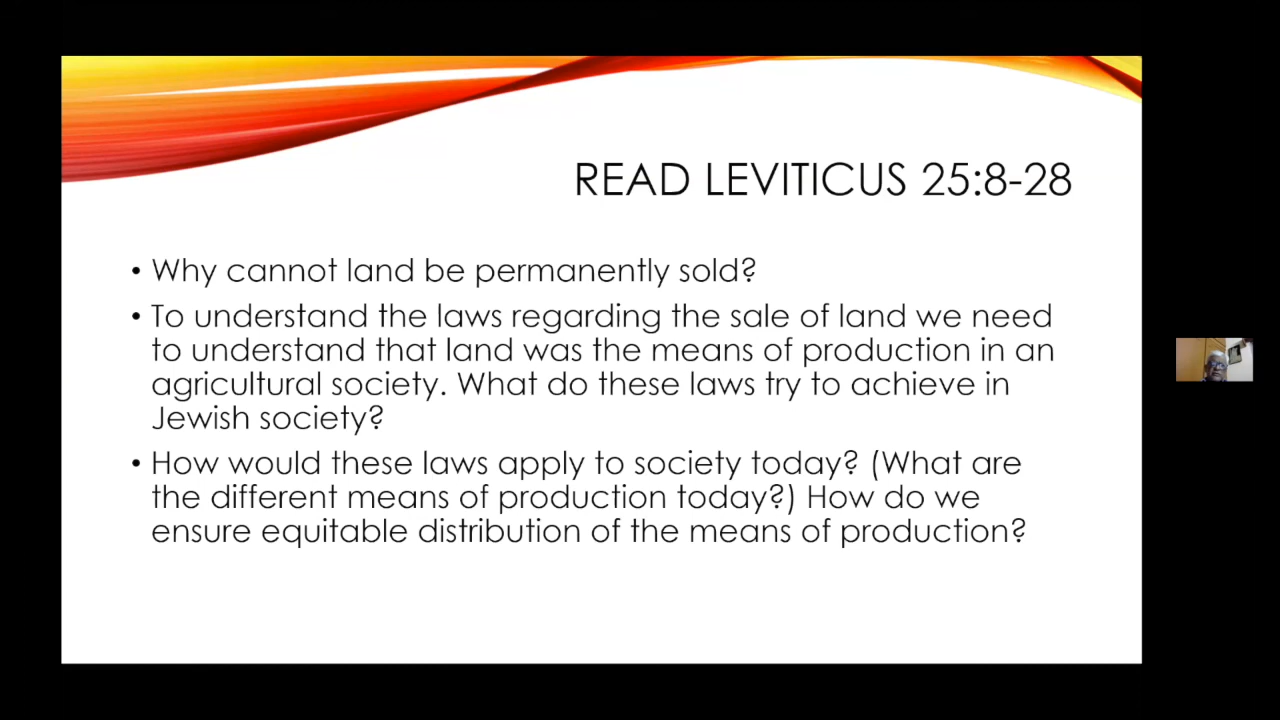 READ LEVITICUS 25:8-28
• Why cannot land be permanently sold?
• To understand the laws regarding the sale of land we need
to understand that land was the means of production in an
agricultural society. What do these laws try to achieve in
Jewish society?
• How would these laws apply to society today? (What are
the different means of production today?) How do we
ensure equitable distribution of the means of production?